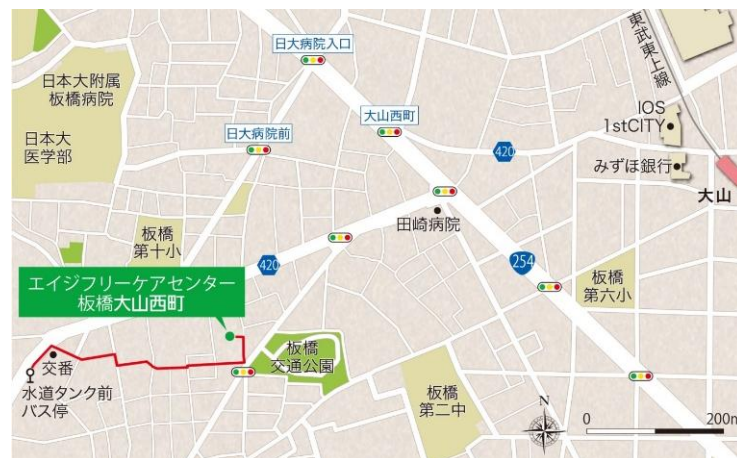 日大病院入口
東武東上線
日本大附属
板橋病院
日本大
医学部
日大病院前
大山西町
420
IOS
1stCITY
みずほ銀行
大山
田崎病院
板橋
第十小
420
254
エイジフリーケアセンター
板橋大山西町
板橋
第六小
交番
水道タンク前
バス停
板橋
交通公園
板橋
第二中
N
0
200m